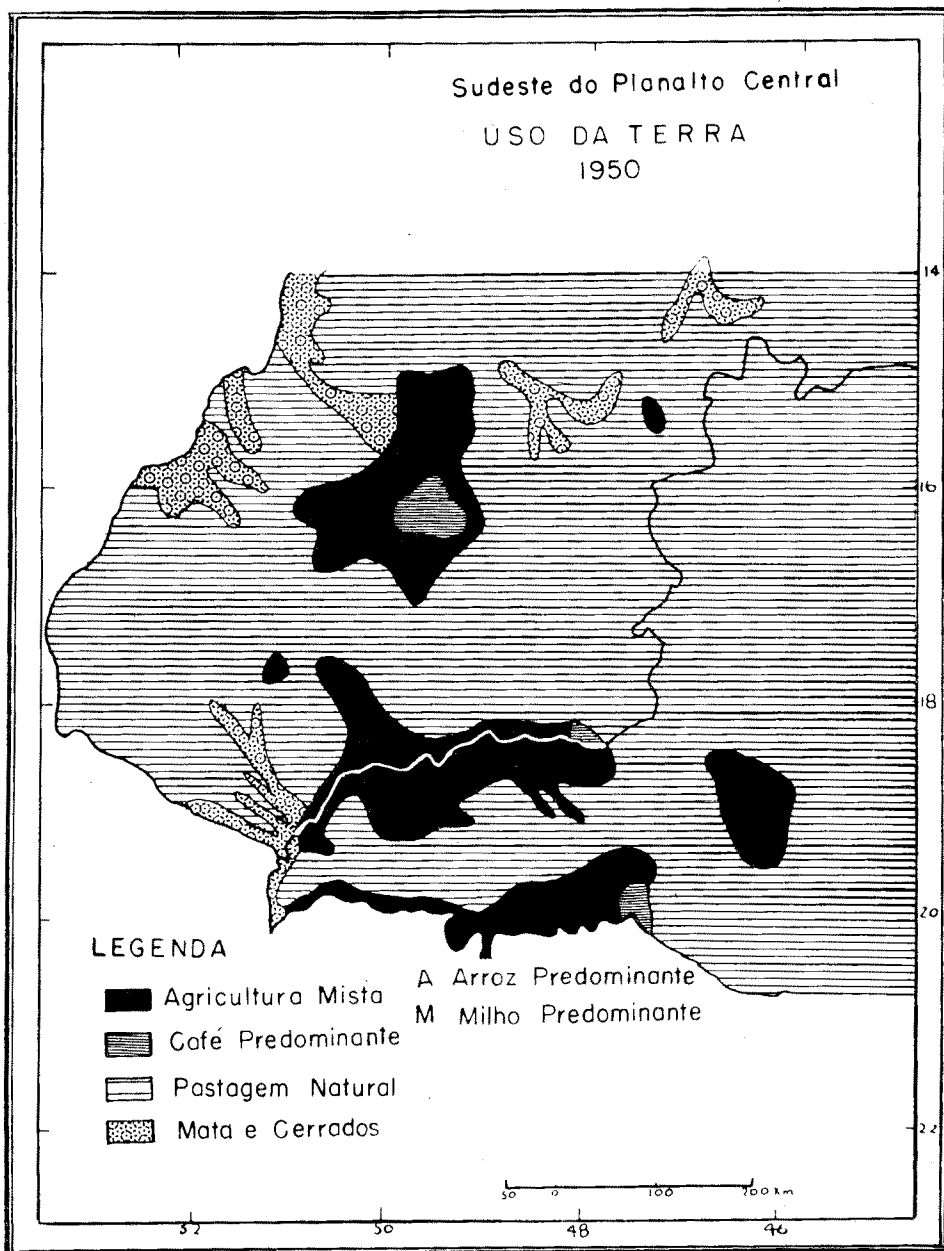 Sudeste do Planalto Central
USO DA TERRA
1950
14
16
18
20
22
LEGENDA
Agricultura Mista
Café Predominante
Pastagem Natural
Mata e Cerrados
A Arroz Predominante
M Milho Predominante
50 0 100 200 Km
52 50 48 46